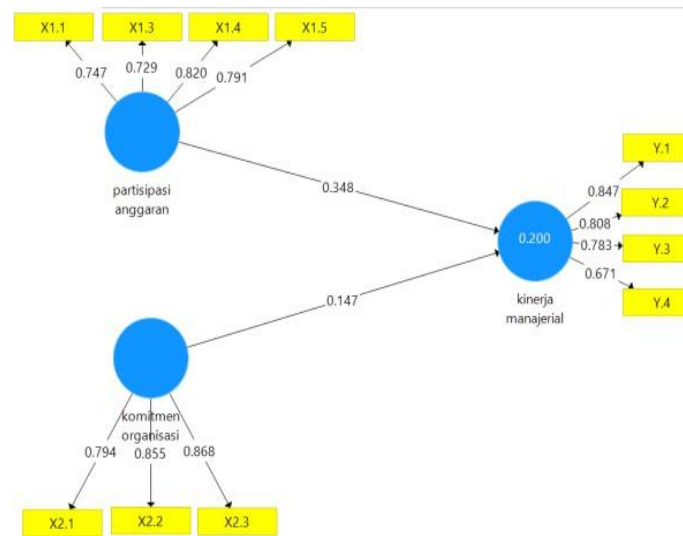 X1.1 X1.3 X1.4 X1.5
0.747 0.729 0.820 0.791
partisipasi
anggaran
0.348
0.147
0.200
kinerja
manajerial
Y.1
0.847
Y.2
0.808
Y.3
0.783
0.671
Y.4
komitmen
organisasi
0.794 0.855 0.868
X2.1 X2.2 X2.3